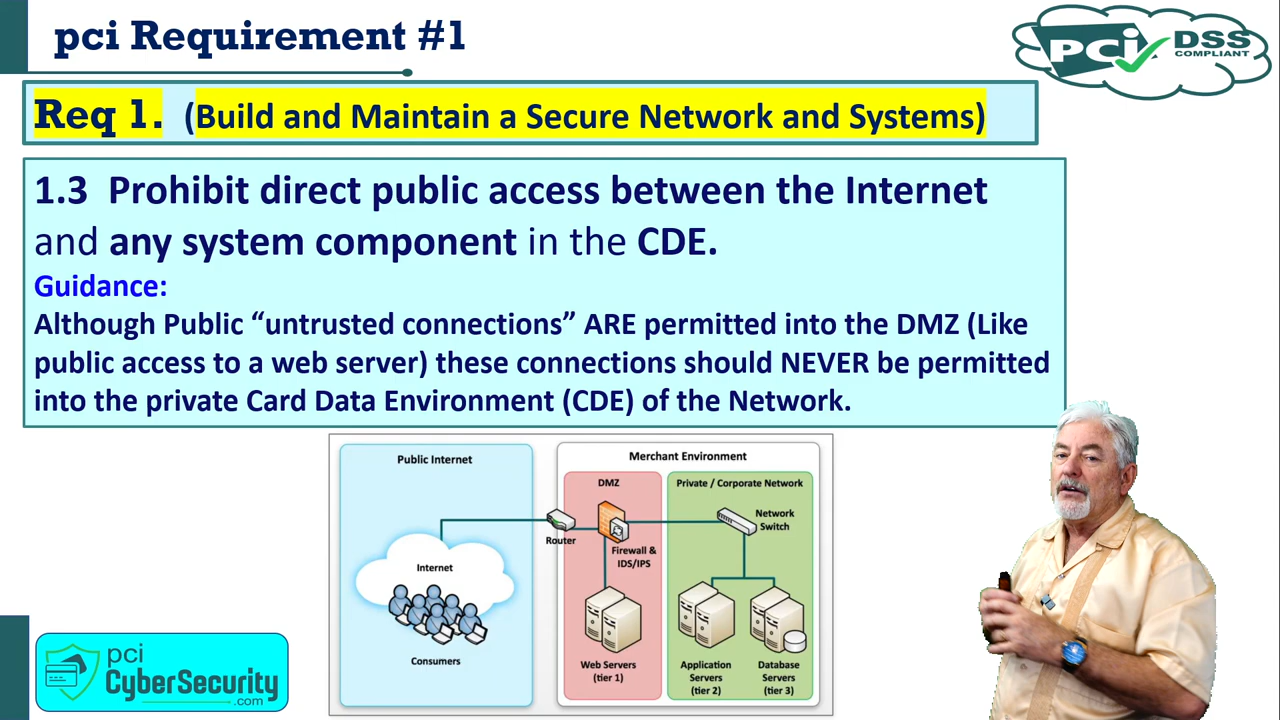 pci Requirement #1
PCi DSS
COMPLIANT
Req 1. (Build and Maintain a Secure Network and Systems)
1.3 Prohibit direct public access between the Internet
and any system component in the CDE.
Guidance:
Although Public “untrusted connections” ARE permitted into the DMZ (Like
public access to a web server) these connections should NEVER be permitted
into the private Card Data Environment (CDE) of the Network.
Public Internet
Merchant Environment
DMZ
Private / Corporate Network
Network
Switch
Router
Firewall &
IDS/IPS
Internet
Consumers
Web Servers
(tier 1)
Application
Servers
(tier 2)
Database
Servers
(tier 3)
pci
CyberSecurity
.com